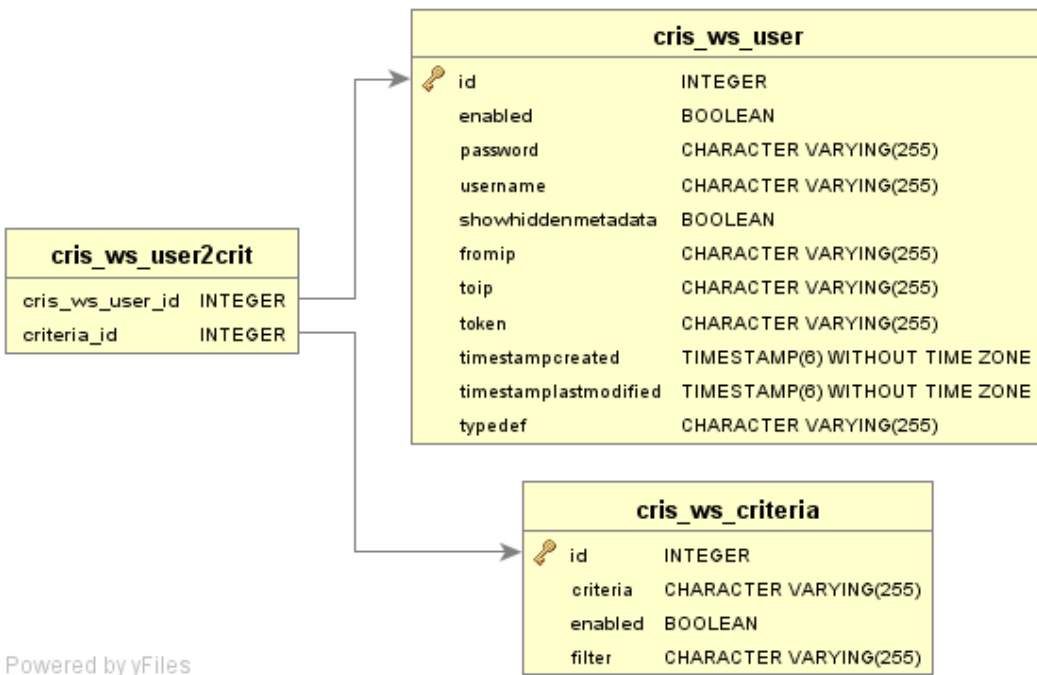 cris_ws_user
id INTEGER
enabled BOOLEAN
password CHARACTER VARYING(255)
username CHARACTER VARYING(255)
showhiddenmetadata BOOLEAN
fromip CHARACTER VARYING(255)
toip CHARACTER VARYING(255)
token CHARACTER VARYING(255)
timestampcreated TIMESTAMP(6) WITHOUT TIME ZONE
timestamplastmodified TIMESTAMP(6) WITHOUT TIME ZONE
typedef CHARACTER VARYING(255)
cris_ws_user2crit
cris_ws_user_id INTEGER
criteria_id INTEGER
cris_ws_criteria
id INTEGER
criteria CHARACTER VARYING(255)
enabled BOOLEAN
filter CHARACTER VARYING(255)
Powered by yFiles